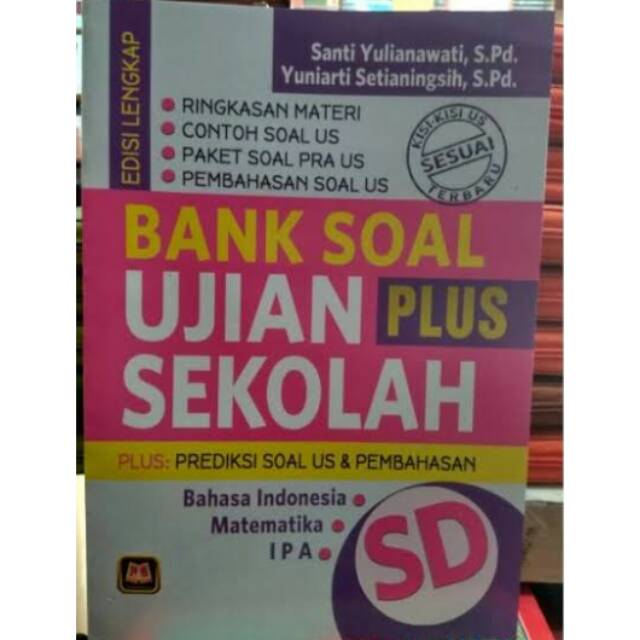 EDISI LENGKAP
Santi Yulianawati, S.Pd.
Yuniarti Setianingsih, S.Pd.
RINGKASAN MATERI
CONTOH SOAL US
PAKET SOAL PRA US
PEMBAHASAN SOAL US
KISI-KISI US
SESUAI
TERBARU
BANK SOAL
UJIAN PLUS
SEKOLAH
PLUS: PREDIKSI SOAL US & PEMBAHASAN
Bahasa Indonesia
Matematika
IPA
SD